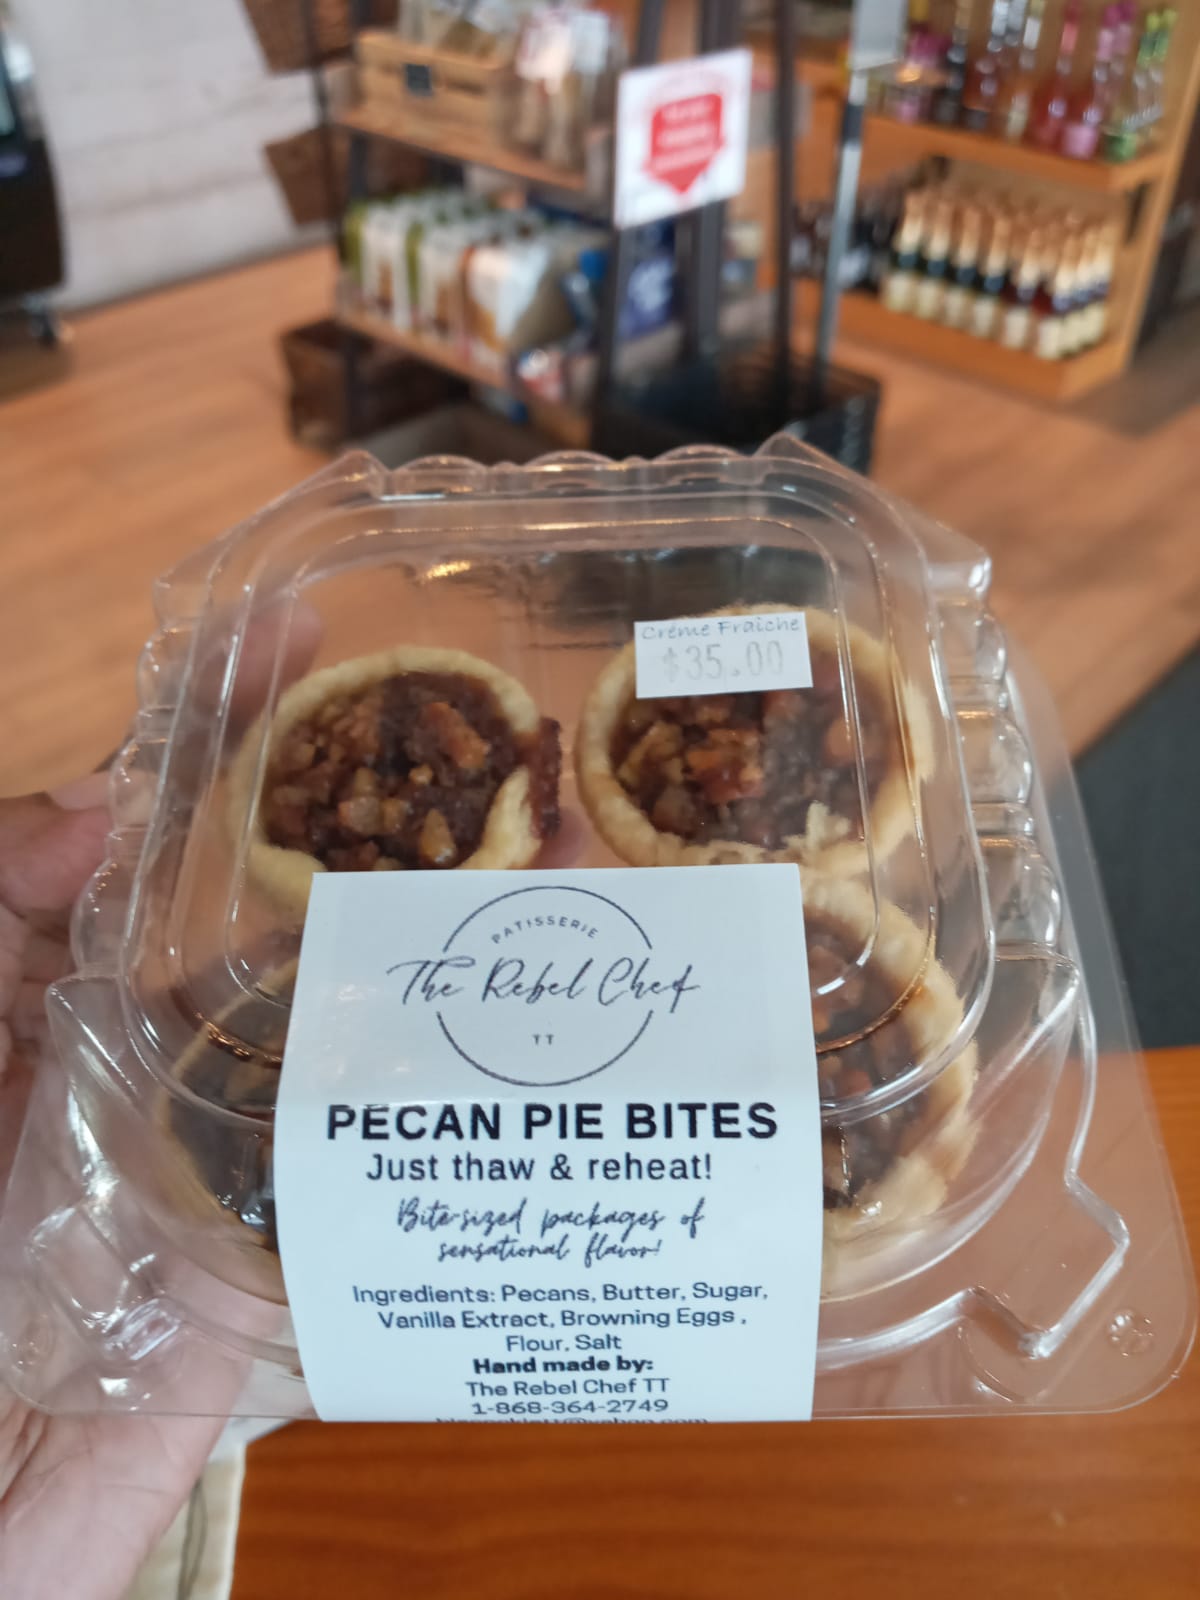 Créme Fraiche
$35.00
PATISSERIE
The Rebel Chef
TT
PECAN PIE BITES
Just thaw & reheat!
Bite-sized packages of
sensational flavor!
Ingredients: Pecans, Butter, Sugar,
Vanilla Extract, Browning Eggs ,
Flour, Salt
Hand made by:
The Rebel Chef TT
1-868-364-2749